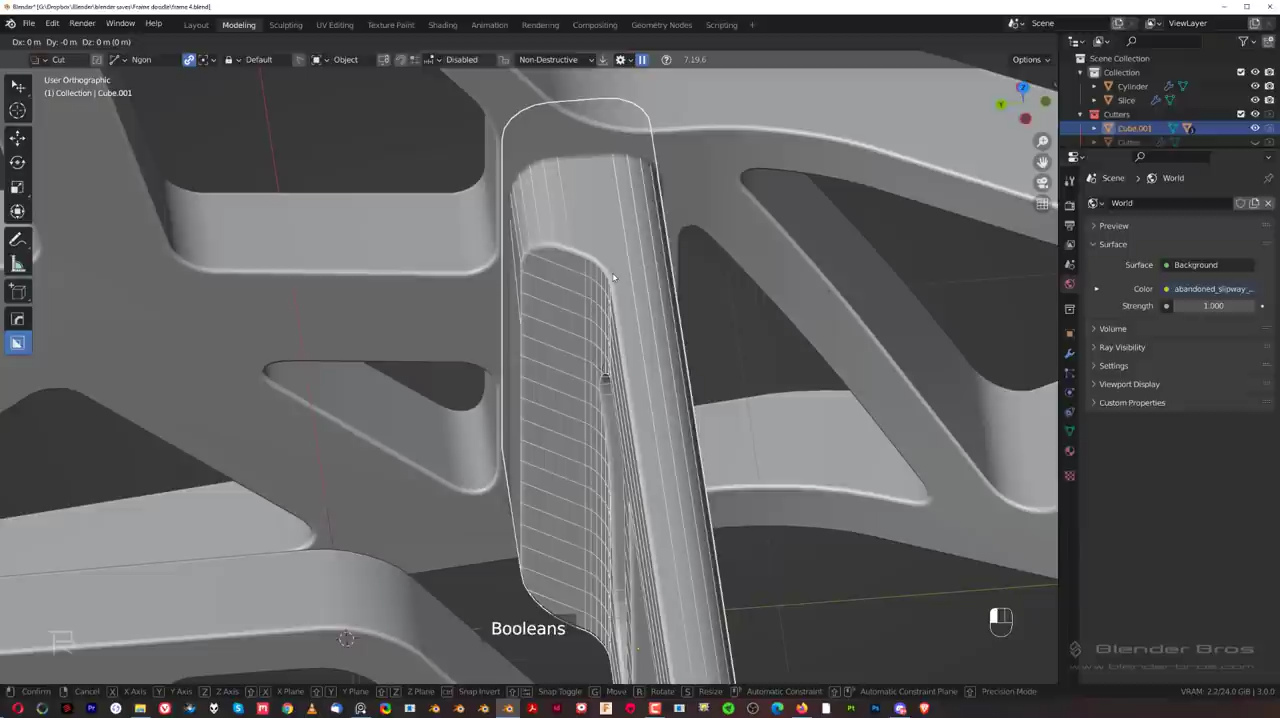 Blender* [G:\Dropbox\Blender\blender saves\Frame doodle\frame 4.blend]
File Edit Render Window Help Layout Modeling Sculpting UV Editing Texture Paint Shading Animation Rendering Compositing Geometry Nodes Scripting + Scene ViewLayer
Dx: 0 m Dy: -0 m Dz: 0 m (0 m)
Cut Ngon Default Object Disabled Non-Destructive 7.19.6 Options
User Orthographic
(1) Collection | Cube.001
Scene Collection
Collection
Cylinder
Slice
Cutters
Cube.001
Cutter
Scene > World
World
Preview
Surface
Surface Background
Color abandoned_slipway_...
Strength 1.000
Volume
Ray Visibility
Settings
Viewport Display
Custom Properties
Booleans
Blender Bros
Confirm Cancel X X Axis Y Y Axis Z Z Axis X X Plane Y Y Plane Z Z Plane Snap Invert Snap Toggle G Move R Rotate S Resize Automatic Constraint Automatic Constraint Plane Precision Mode VRAM: 2.2/24.0 GiB | 3.0.0